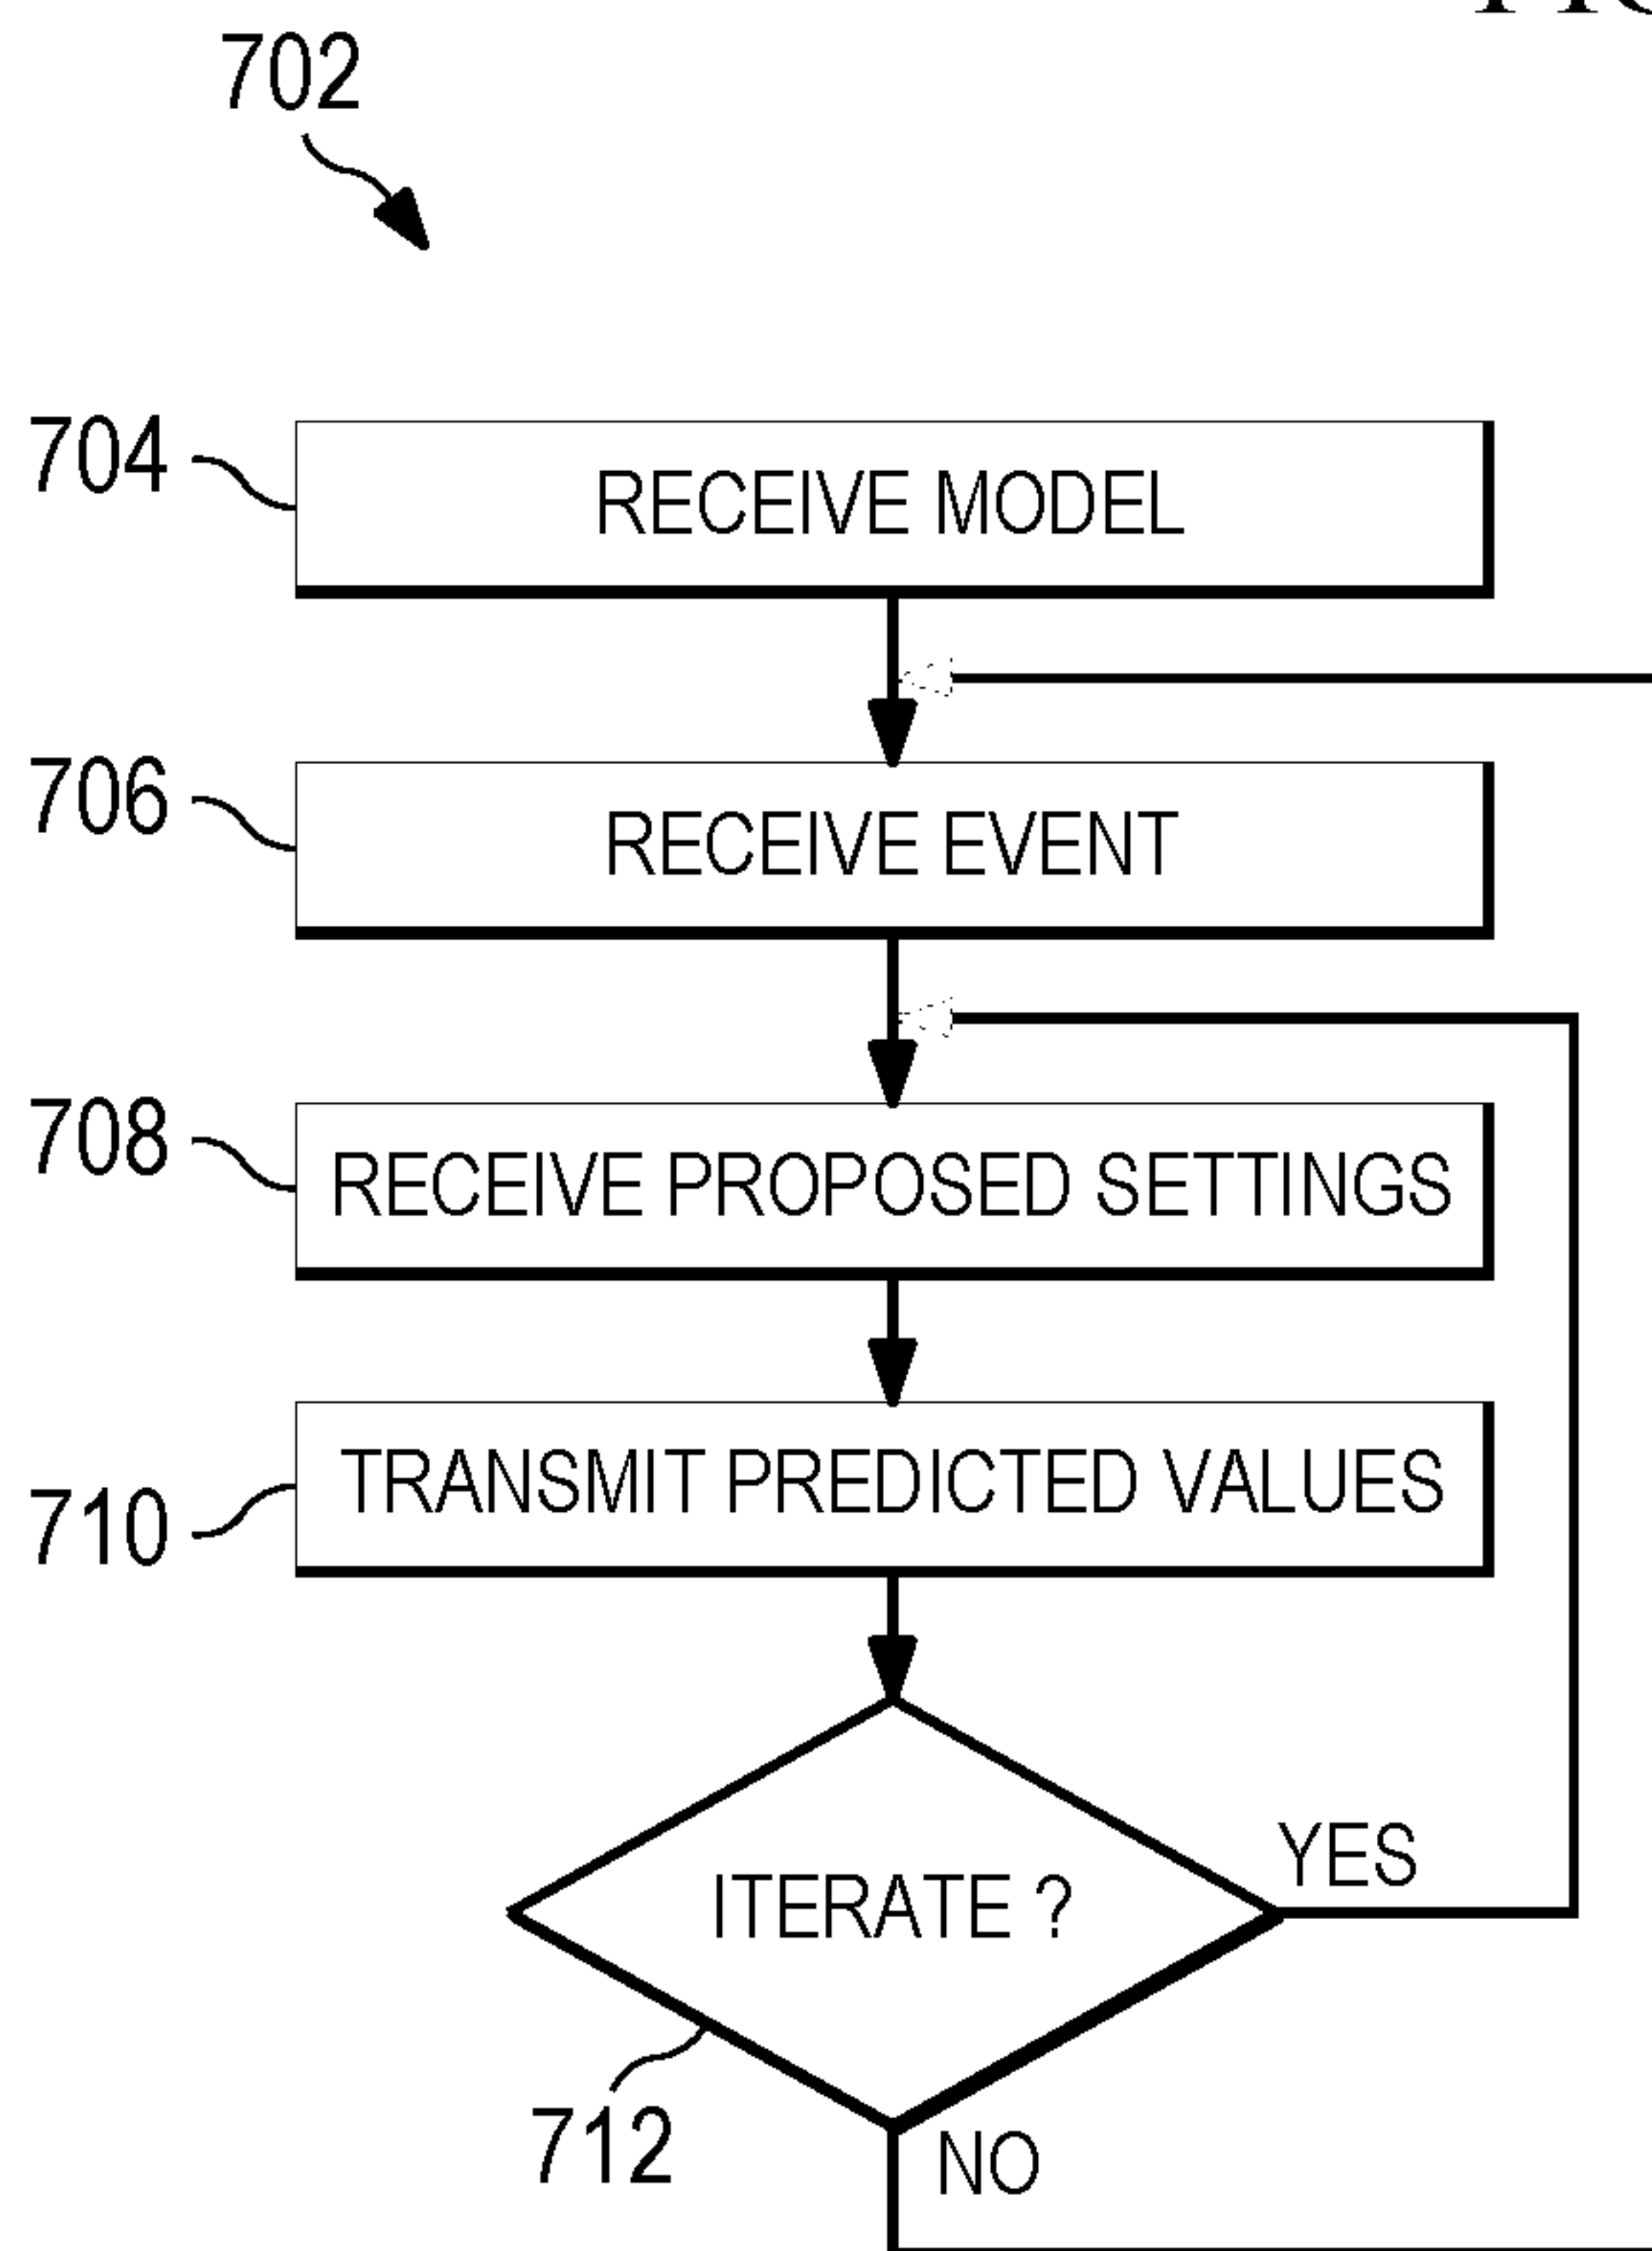 702
704
RECEIVE MODEL
706
RECEIVE EVENT
708
RECEIVE PROPOSED SETTINGS
710
TRANSMIT PREDICTED VALUES
ITERATE ?
YES
712
NO